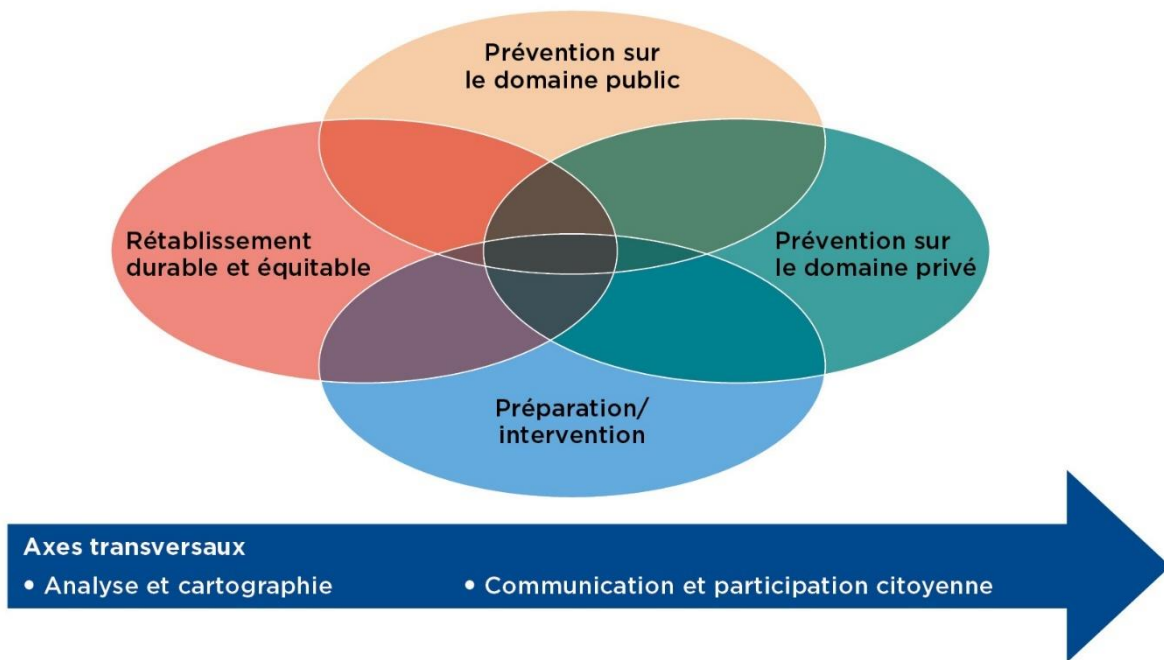 Prévention sur
le domaine public
Rétablissement
durable et équitable
Prévention sur
le domaine privé
Préparation/
intervention
Axes transversaux
• Analyse et cartographie
• Communication et participation citoyenne